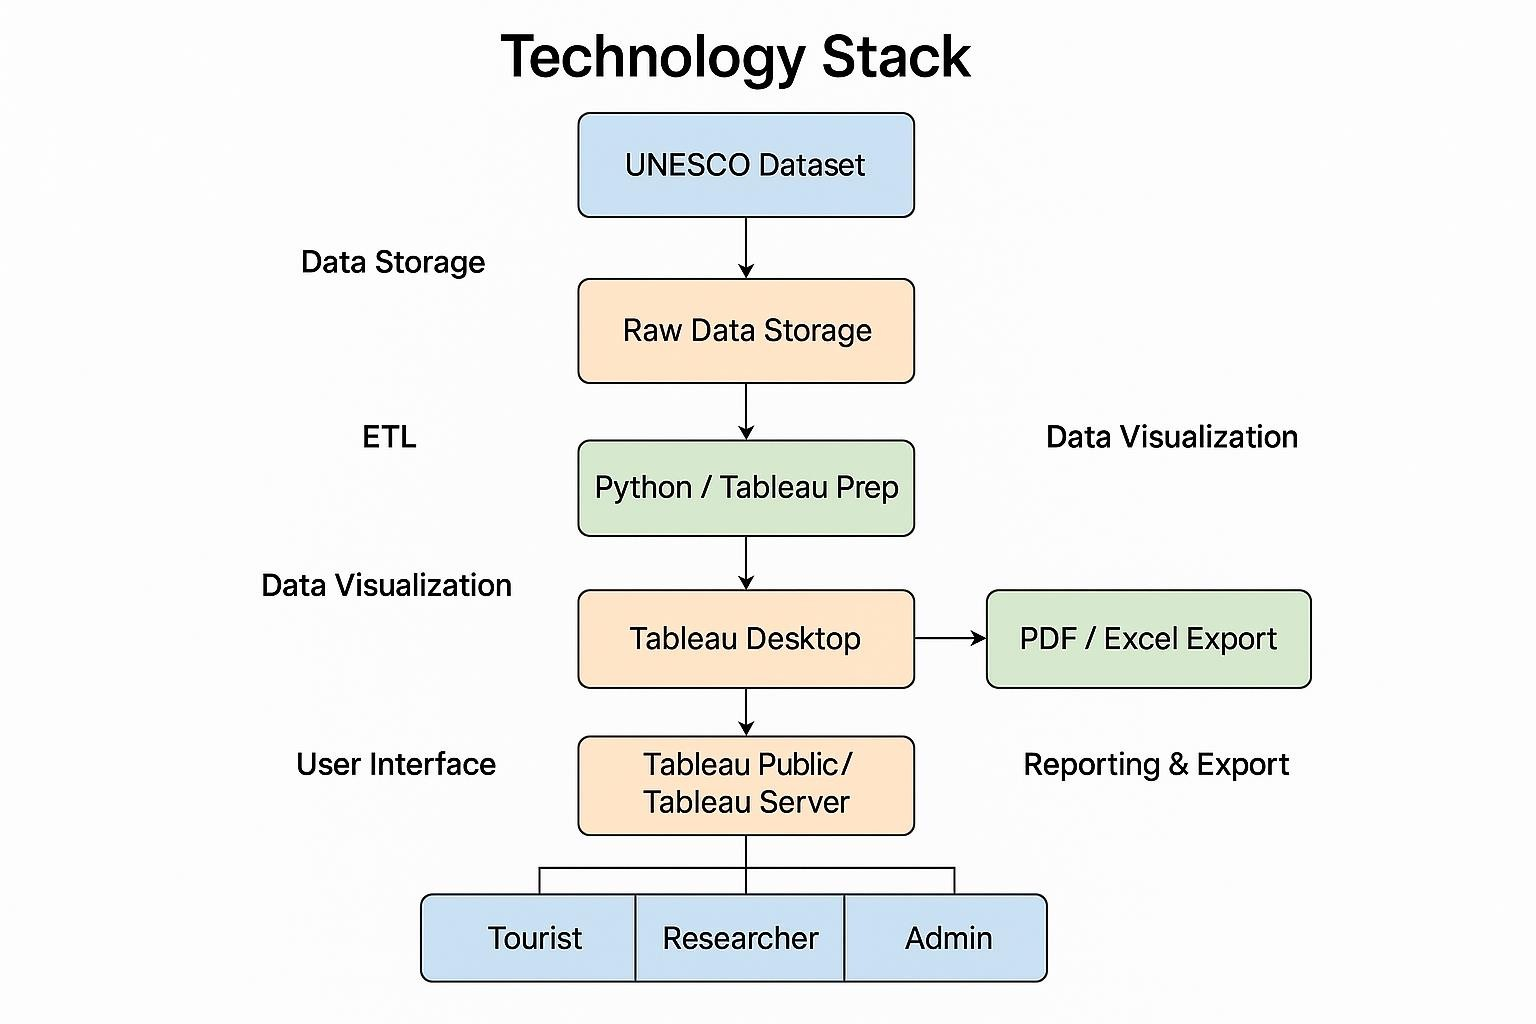 Technology Stack
UNESCO Dataset
Data Storage
Raw Data Storage
ETL
Data Visualization
Python / Tableau Prep
Data Visualization
Tableau Desktop
PDF / Excel Export
User Interface
Tableau Public/
Tableau Server
Reporting & Export
Tourist
Researcher
Admin